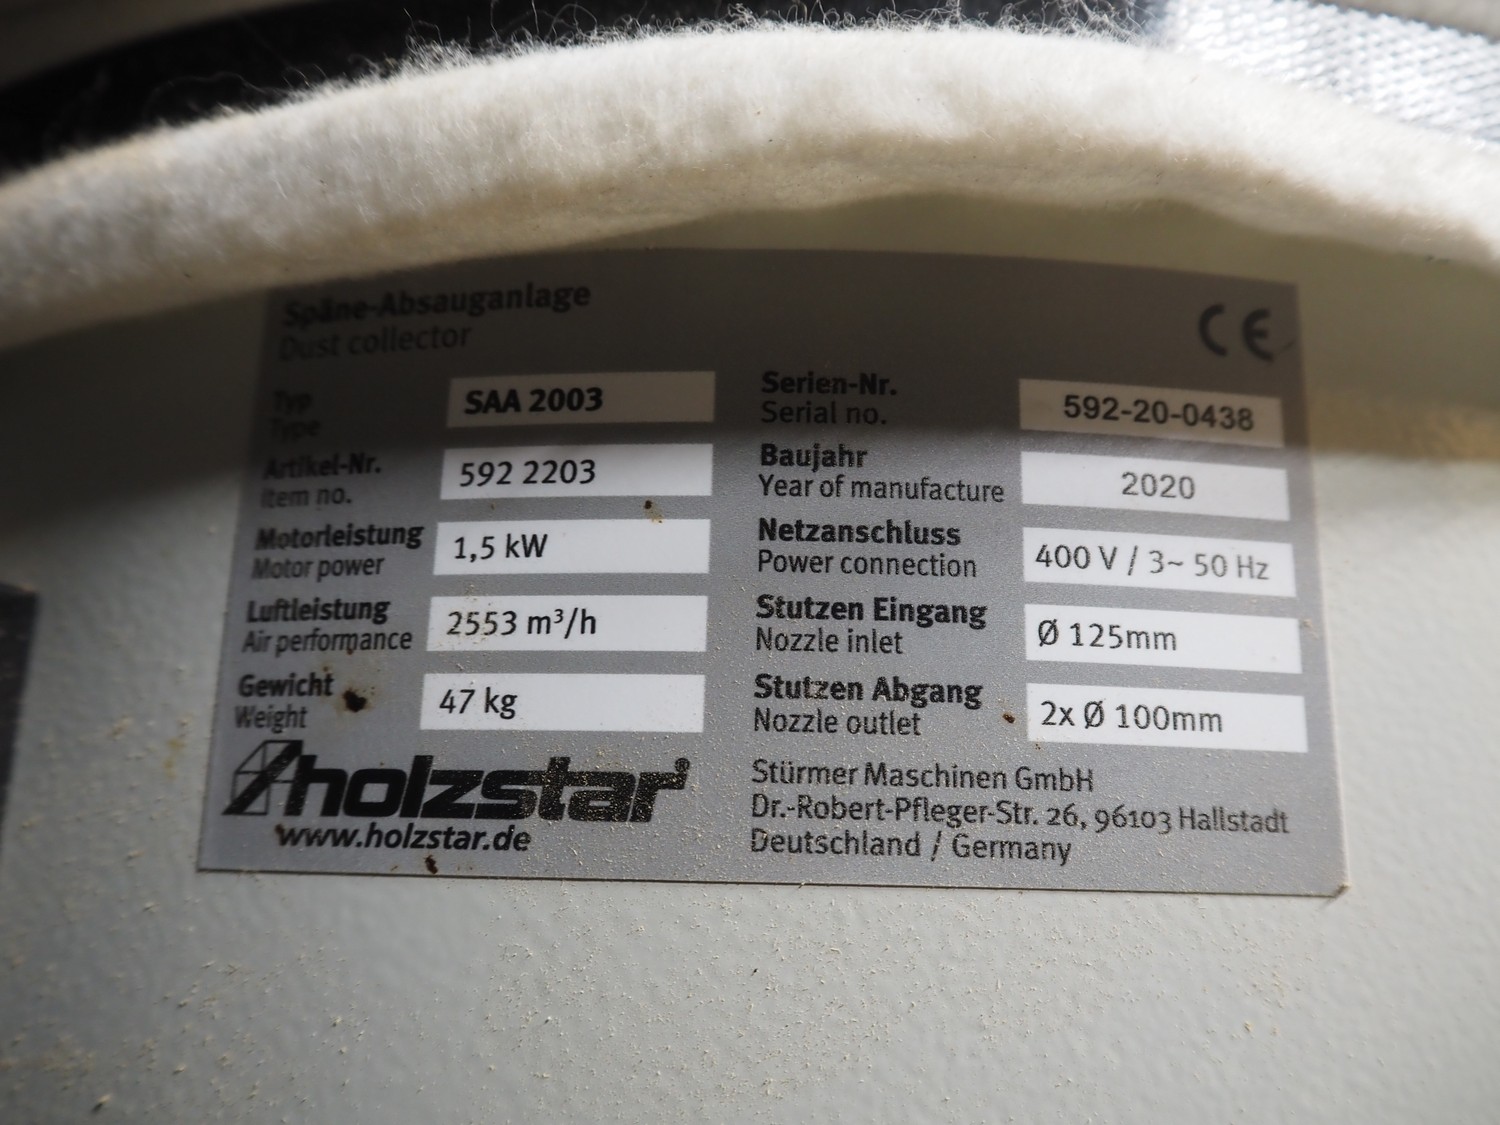 Späne-Absauganlage
Dust collector
CE
Typ
Type
SAA 2003
Serien-Nr.
Serial no.
592-20-0438
Artikel-Nr.
Item no.
592 2203
Baujahr
Year of manufacture
2020
Motorleistung
Motor power
1,5 kW
Netzanschluss
Power connection
400 V / 3~ 50 Hz
Luftleistung
Air performance
2553 m³/h
Stutzen Eingang
Nozzle inlet
Ø 125mm
Gewicht
Weight
47 kg
Stutzen Abgang
Nozzle outlet
2x Ø 100mm
holzstar®
www.holzstar.de
Stürmer Maschinen GmbH
Dr.-Robert-Pfleger-Str. 26, 96103 Hallstadt
Deutschland / Germany